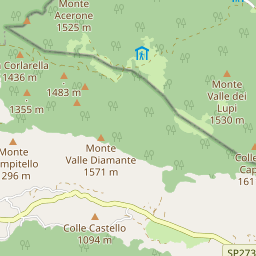 Monte
Acerone
1525 m
Corlarella
1436 m
1483 m
1355 m
Monte
Valle dei
Lupi
1530 m
Monte
Valle Diamante
1571 m
Monte
mpitello
296 m
Colle
Cap
161
Colle Castello
1094 m
SP273